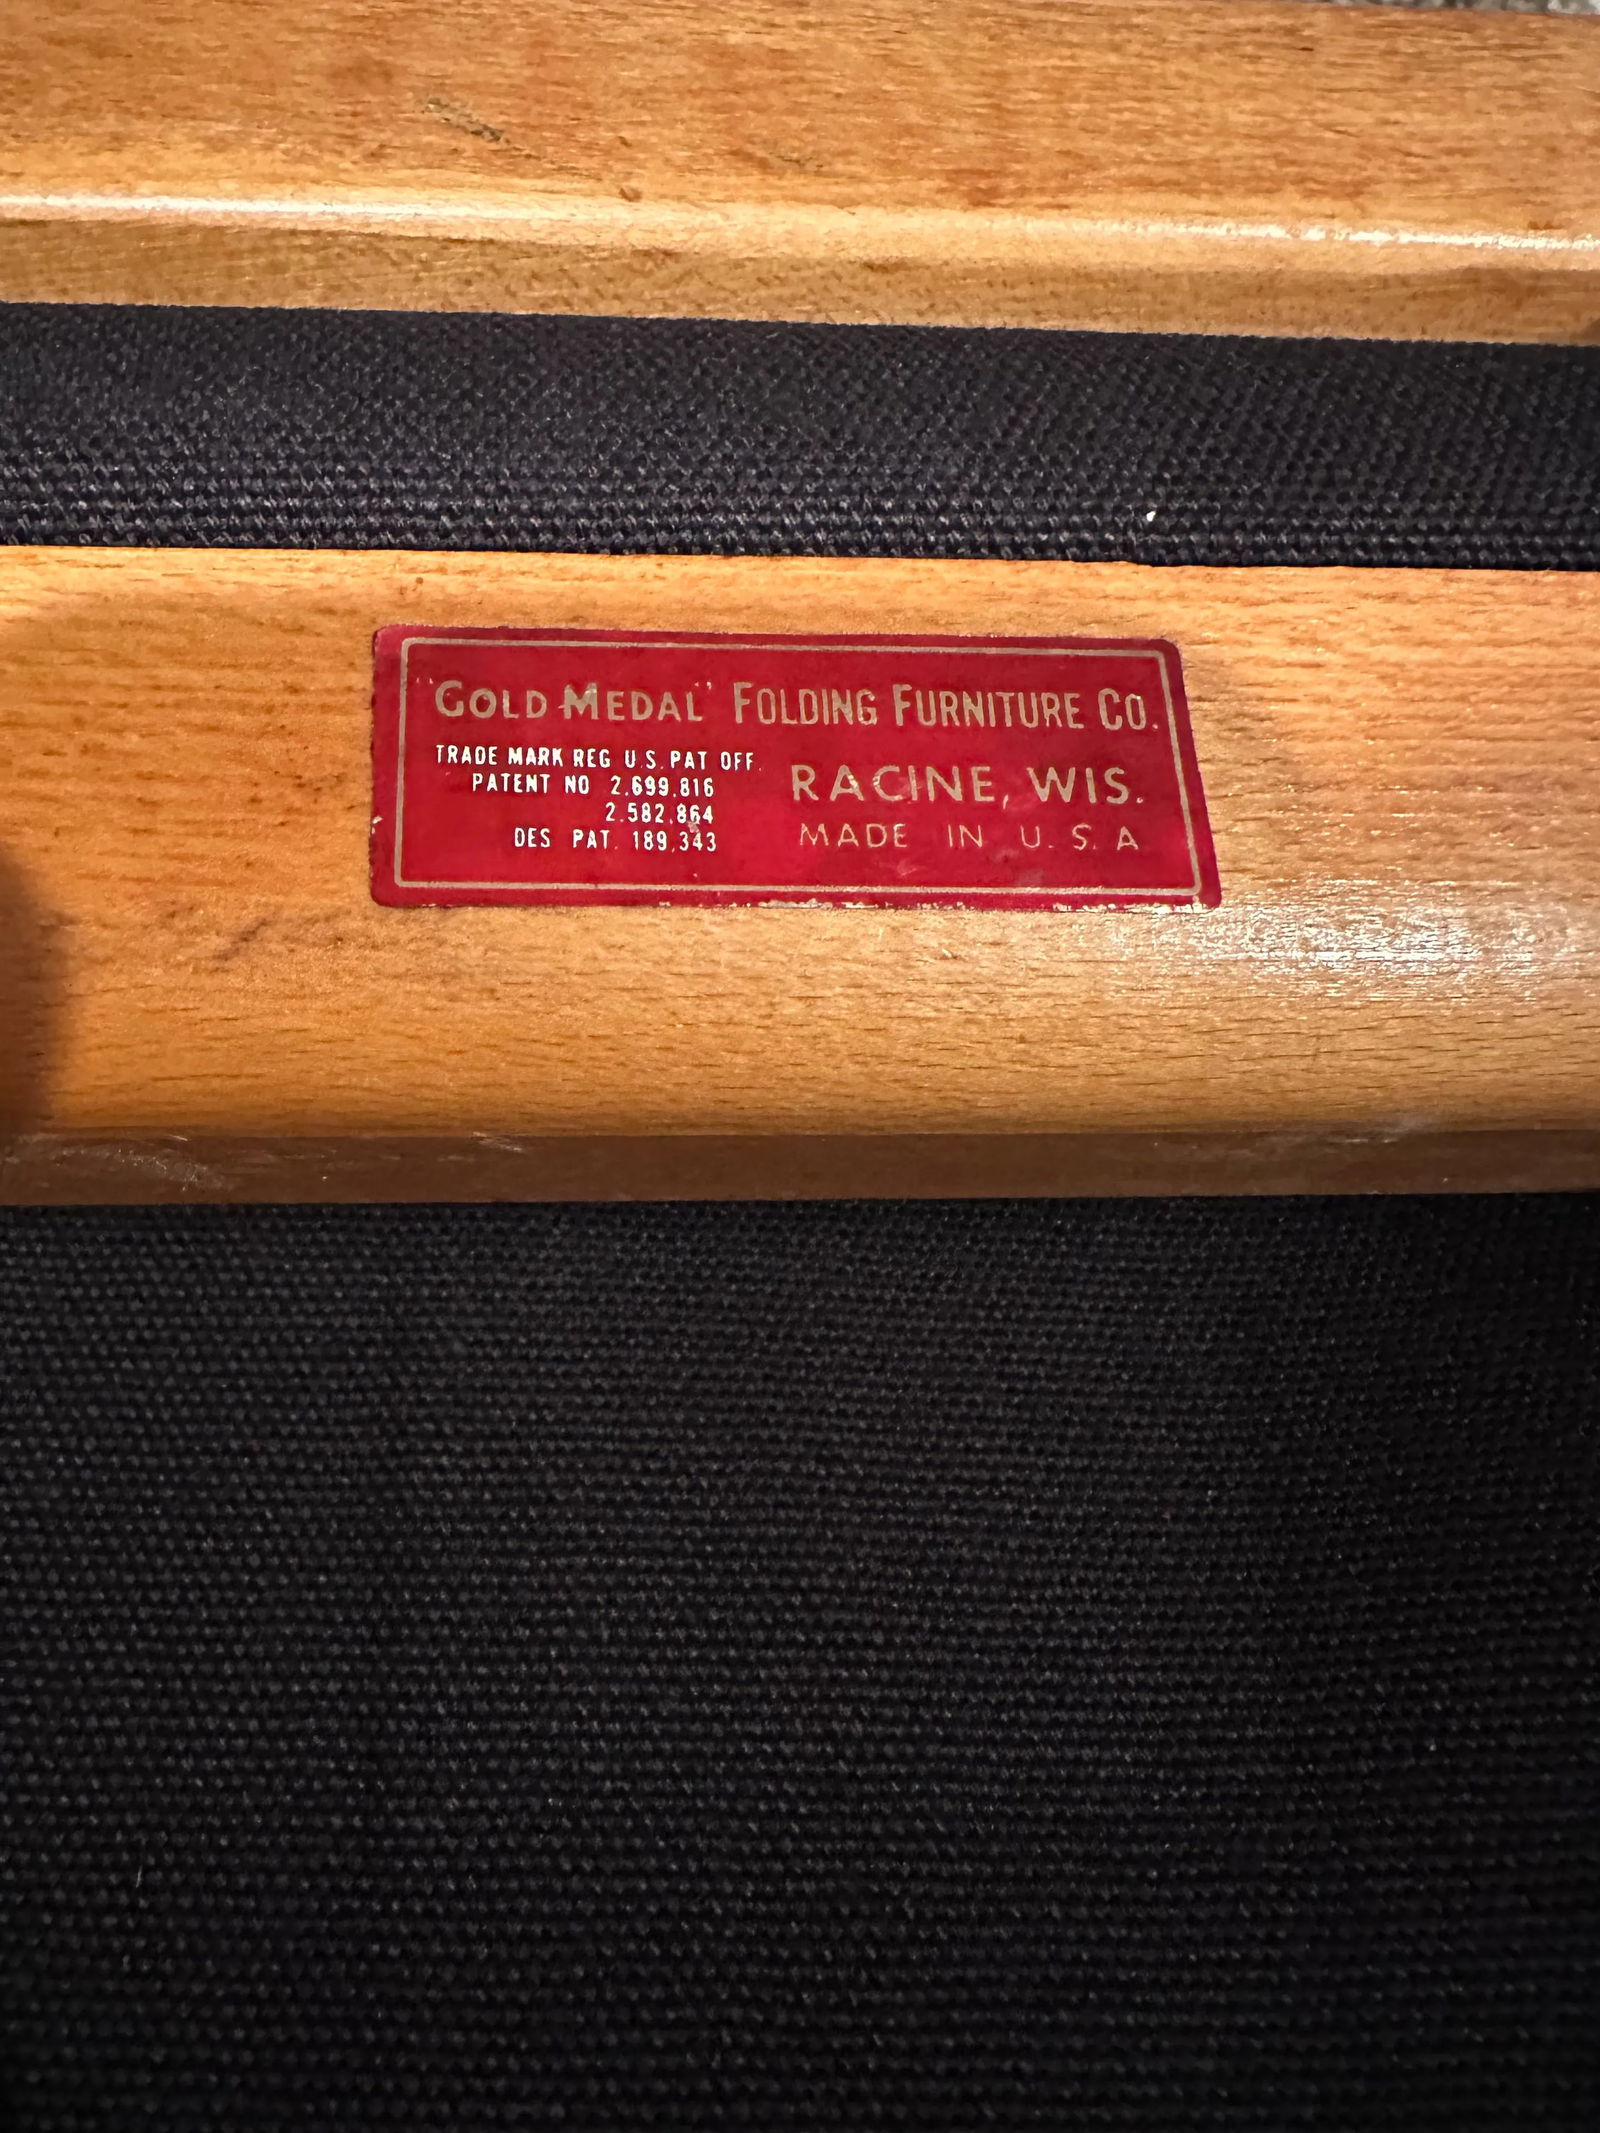 "GOLD MEDAL" FOLDING FURNITURE CO.
TRADE MARK REG U.S. PAT OFF.
PATENT NO 2.699.816
2.582.864
DES PAT. 189,343
RACINE, WIS.
MADE IN U.S.A